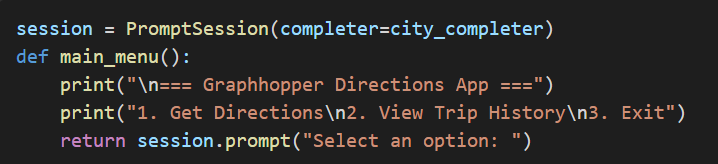 session = PromptSession(completer=city_completer)
def main_menu():
    print("\n=== Graphhopper Directions App ===")
    print("1. Get Directions\n2. View Trip History\n3. Exit")
    return session.prompt("Select an option: ")